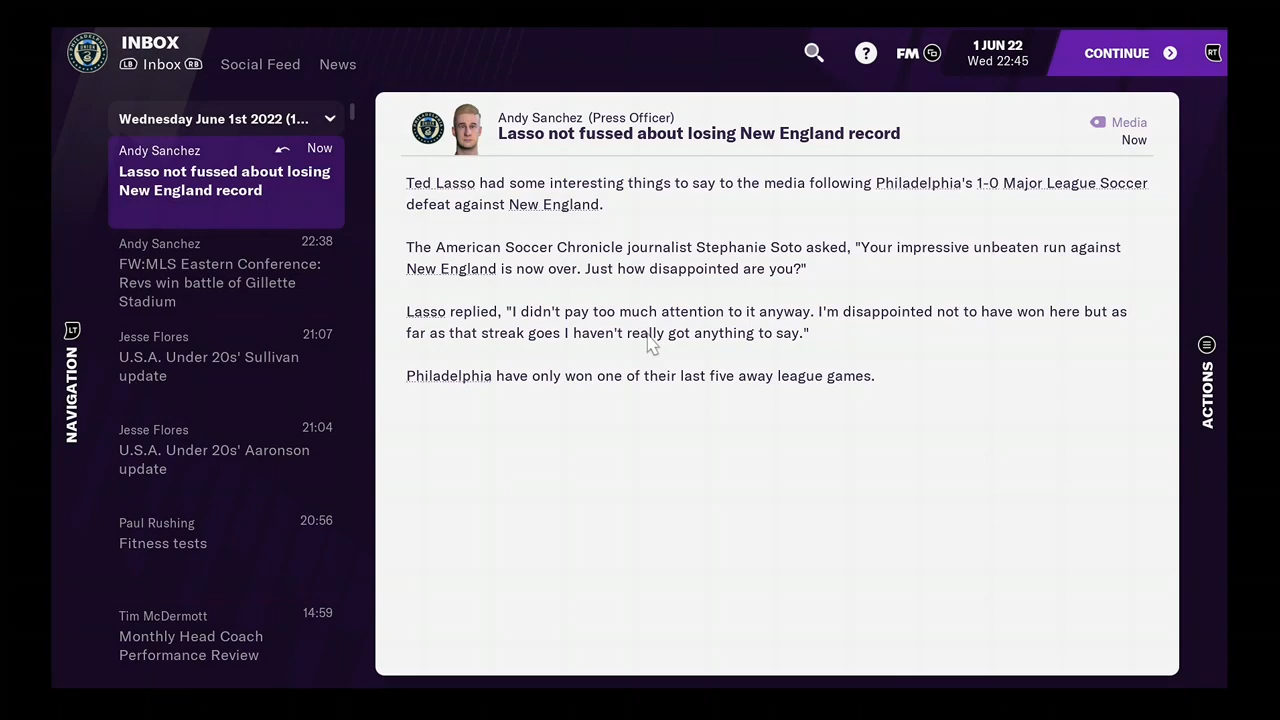 INBOX
LB Inbox RB Social Feed News
? FM 1 JUN 22
Wed 22:45
CONTINUE RT
Wednesday June 1st 2022 (1...
Andy Sanchez Now
Lasso not fussed about losing
New England record
Andy Sanchez 22:38
FW:MLS Eastern Conference:
Revs win battle of Gillette
Stadium
Jesse Flores 21:07
U.S.A. Under 20s' Sullivan
update
Jesse Flores 21:04
U.S.A. Under 20s' Aaronson
update
Paul Rushing 20:56
Fitness tests
Tim McDermott 14:59
Monthly Head Coach
Performance Review
LT
NAVIGATION
Andy Sanchez (Press Officer)
Lasso not fussed about losing New England record
Media
Now
Ted Lasso had some interesting things to say to the media following Philadelphia's 1-0 Major League Soccer
defeat against New England.
The American Soccer Chronicle journalist Stephanie Soto asked, "Your impressive unbeaten run against
New England is now over. Just how disappointed are you?"
Lasso replied, "I didn't pay too much attention to it anyway. I'm disappointed not to have won here but as
far as that streak goes I haven't really got anything to say."
Philadelphia have only won one of their last five away league games.
ACTIONS